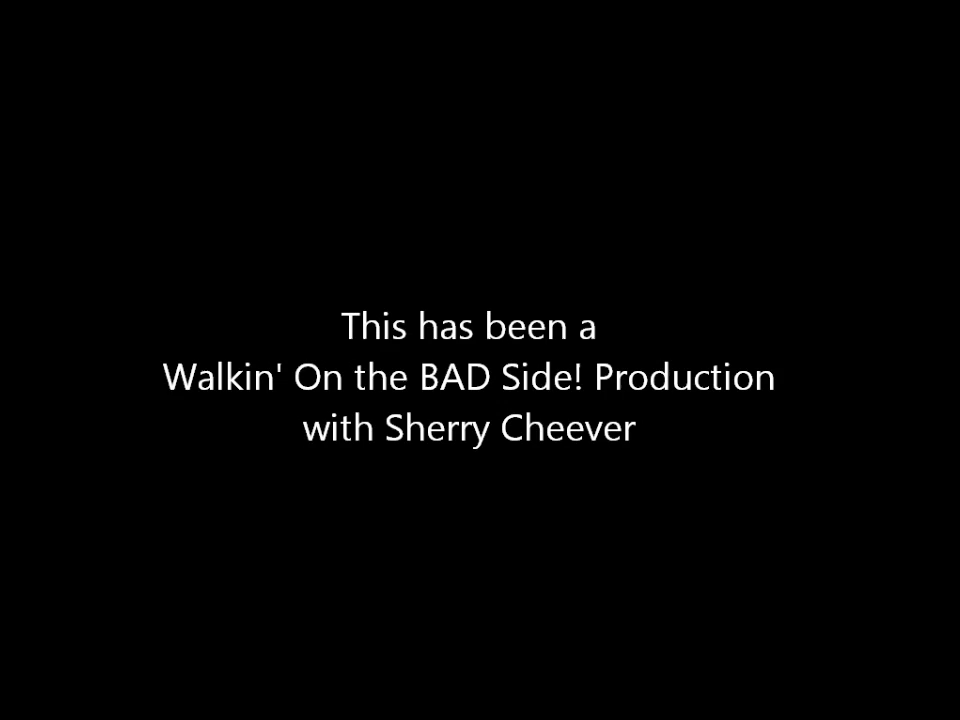 This has been a
Walkin' On the BAD Side! Production
with Sherry Cheever